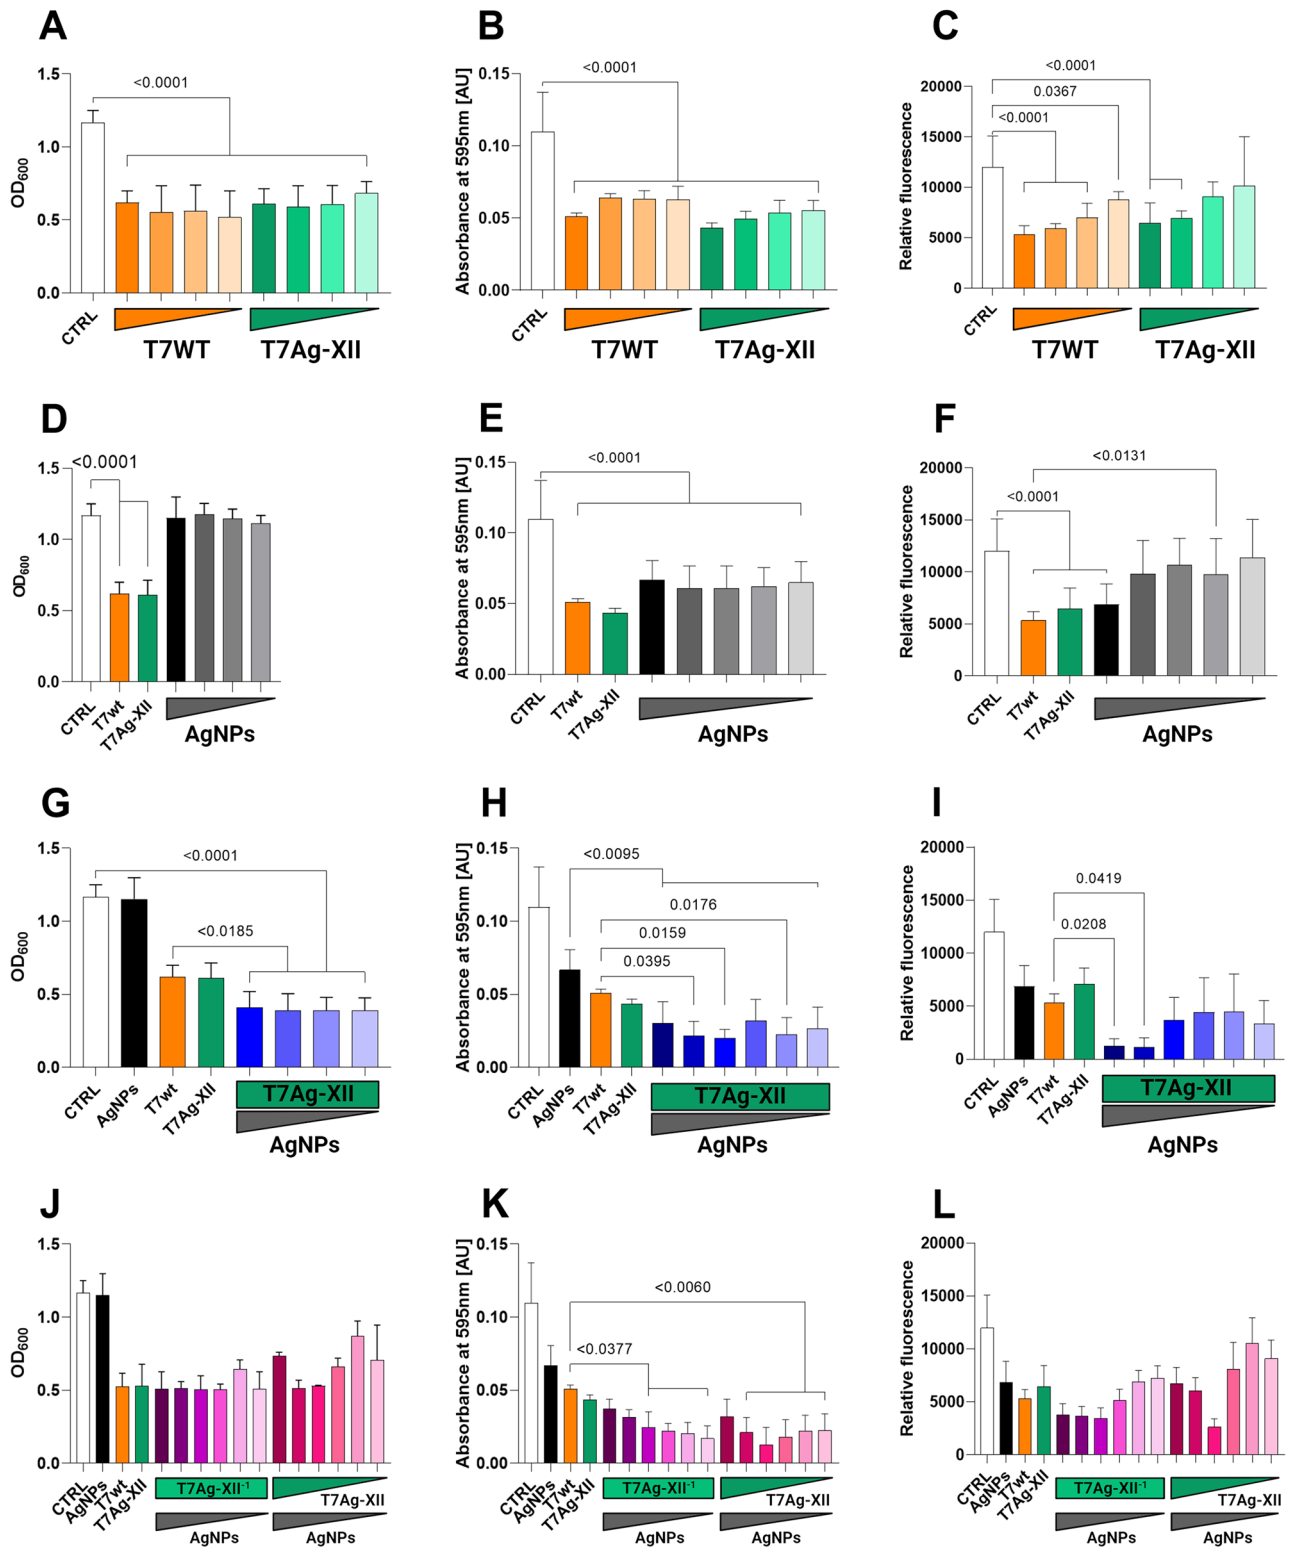 A
1.5
1.0
0.5
0.0
OD600
<0.0001
CTRL
T7WT
T7Ag-XII
B
0.15
0.10
0.05
0.00
Absorbance at 595nm [AU]
<0.0001
CTRL
T7WT
T7Ag-XII
C
20000
15000
10000
5000
0
Relative fluorescence
<0.0001
0.0367
<0.0001
CTRL
T7WT
T7Ag-XII
D
1.5
1.0
0.5
0.0
OD600
<0.0001
CTRL
T7wt
T7Ag-XII
AgNPs
E
0.15
0.10
0.05
0.00
Absorbance at 595nm [AU]
<0.0001
CTRL
T7wt
T7Ag-XII
AgNPs
F
20000
15000
10000
5000
0
Relative fluorescence
<0.0131
<0.0001
CTRL
T7wt
T7Ag-XII
AgNPs
G
1.5
1.0
0.5
0.0
OD600
<0.0001
<0.0185
CTRL
AgNPs
T7wt
T7Ag-XII
T7Ag-XII
AgNPs
H
0.15
0.10
0.05
0.00
Absorbance at 595nm [AU]
<0.0095
0.0176
0.0159
0.0395
CTRL
AgNPs
T7wt
T7Ag-XII
T7Ag-XII
AgNPs
I
20000
15000
10000
5000
0
Relative fluorescence
0.0419
0.0208
CTRL
AgNPs
T7wt
T7Ag-XII
T7Ag-XII
AgNPs
J
1.5
1.0
0.5
0.0
OD600
CTRL
AgNPs
T7wt
T7Ag-XII
T7Ag-XII⁻¹
T7Ag-XII
AgNPs
AgNPs
K
0.15
0.10
0.05
0.00
Absorbance at 595nm [AU]
<0.0060
<0.0377
CTRL
AgNPs
T7wt
T7Ag-XII
T7Ag-XII⁻¹
T7Ag-XII
AgNPs
AgNPs
L
20000
15000
10000
5000
0
Relative fluorescence
CTRL
AgNPs
T7wt
T7Ag-XII
T7Ag-XII⁻¹
T7Ag-XII
AgNPs
AgNPs